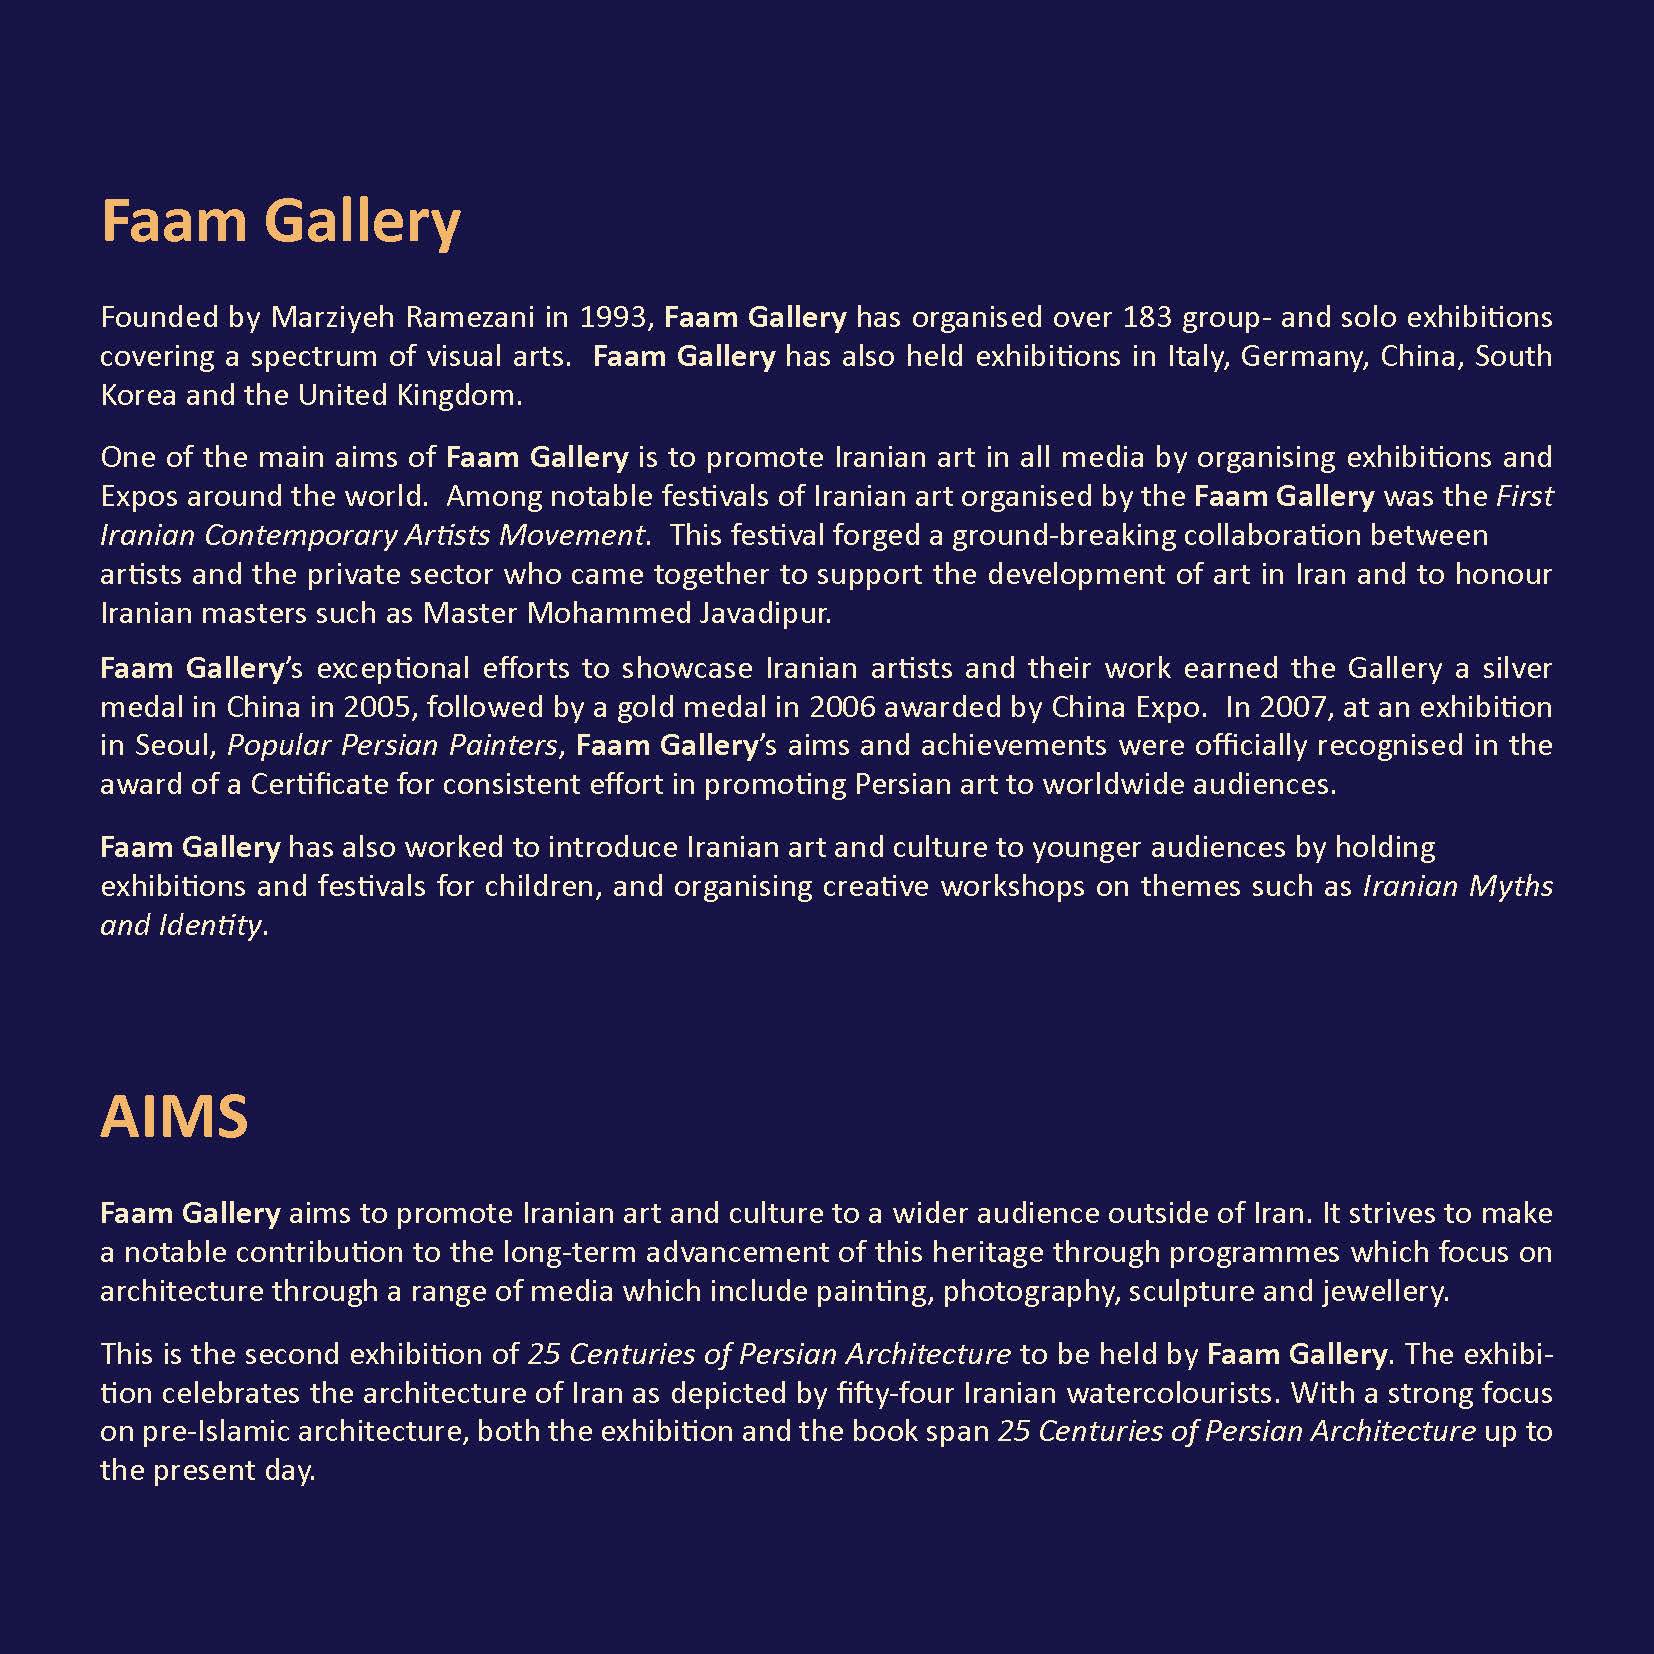 Faam Gallery
Founded by Marziyeh Ramezani in 1993, Faam Gallery has organised over 183 group- and solo exhibitions
covering a spectrum of visual arts.  Faam Gallery has also held exhibitions in Italy, Germany, China, South
Korea and the United Kingdom.
One of the main aims of Faam Gallery is to promote Iranian art in all media by organising exhibitions and
Expos around the world.  Among notable festivals of Iranian art organised by the Faam Gallery was the First
Iranian Contemporary Artists Movement.  This festival forged a ground-breaking collaboration between
artists and the private sector who came together to support the development of art in Iran and to honour
Iranian masters such as Master Mohammed Javadipur.
Faam Gallery’s exceptional efforts to showcase Iranian artists and their work earned the Gallery a silver
medal in China in 2005, followed by a gold medal in 2006 awarded by China Expo.  In 2007, at an exhibition
in Seoul, Popular Persian Painters, Faam Gallery’s aims and achievements were officially recognised in the
award of a Certificate for consistent effort in promoting Persian art to worldwide audiences.
Faam Gallery has also worked to introduce Iranian art and culture to younger audiences by holding
exhibitions and festivals for children, and organising creative workshops on themes such as Iranian Myths
and Identity.
AIMS
Faam Gallery aims to promote Iranian art and culture to a wider audience outside of Iran. It strives to make
a notable contribution to the long-term advancement of this heritage through programmes which focus on
architecture through a range of media which include painting, photography, sculpture and jewellery.
This is the second exhibition of 25 Centuries of Persian Architecture to be held by Faam Gallery. The exhibi-
tion celebrates the architecture of Iran as depicted by fifty-four Iranian watercolourists. With a strong focus
on pre-Islamic architecture, both the exhibition and the book span 25 Centuries of Persian Architecture up to
the present day.